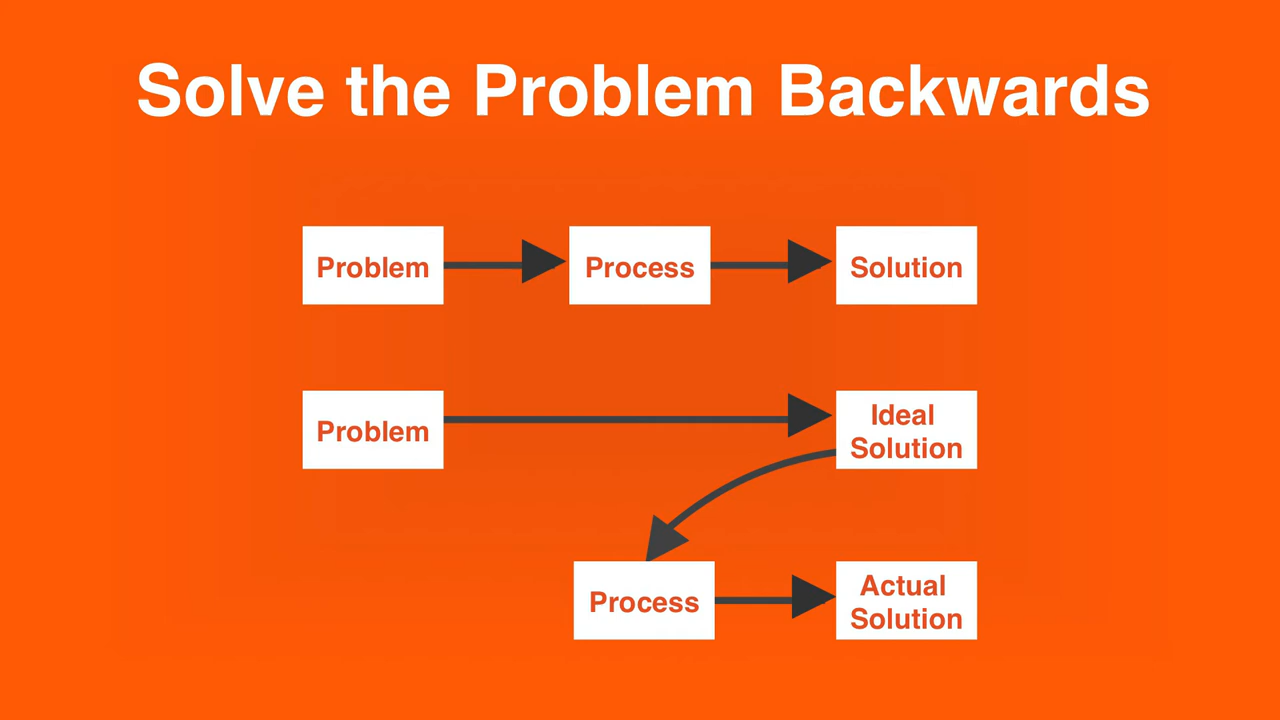 Solve the Problem Backwards
Problem
Process
Solution
Problem
Ideal
Solution
Process
Actual
Solution